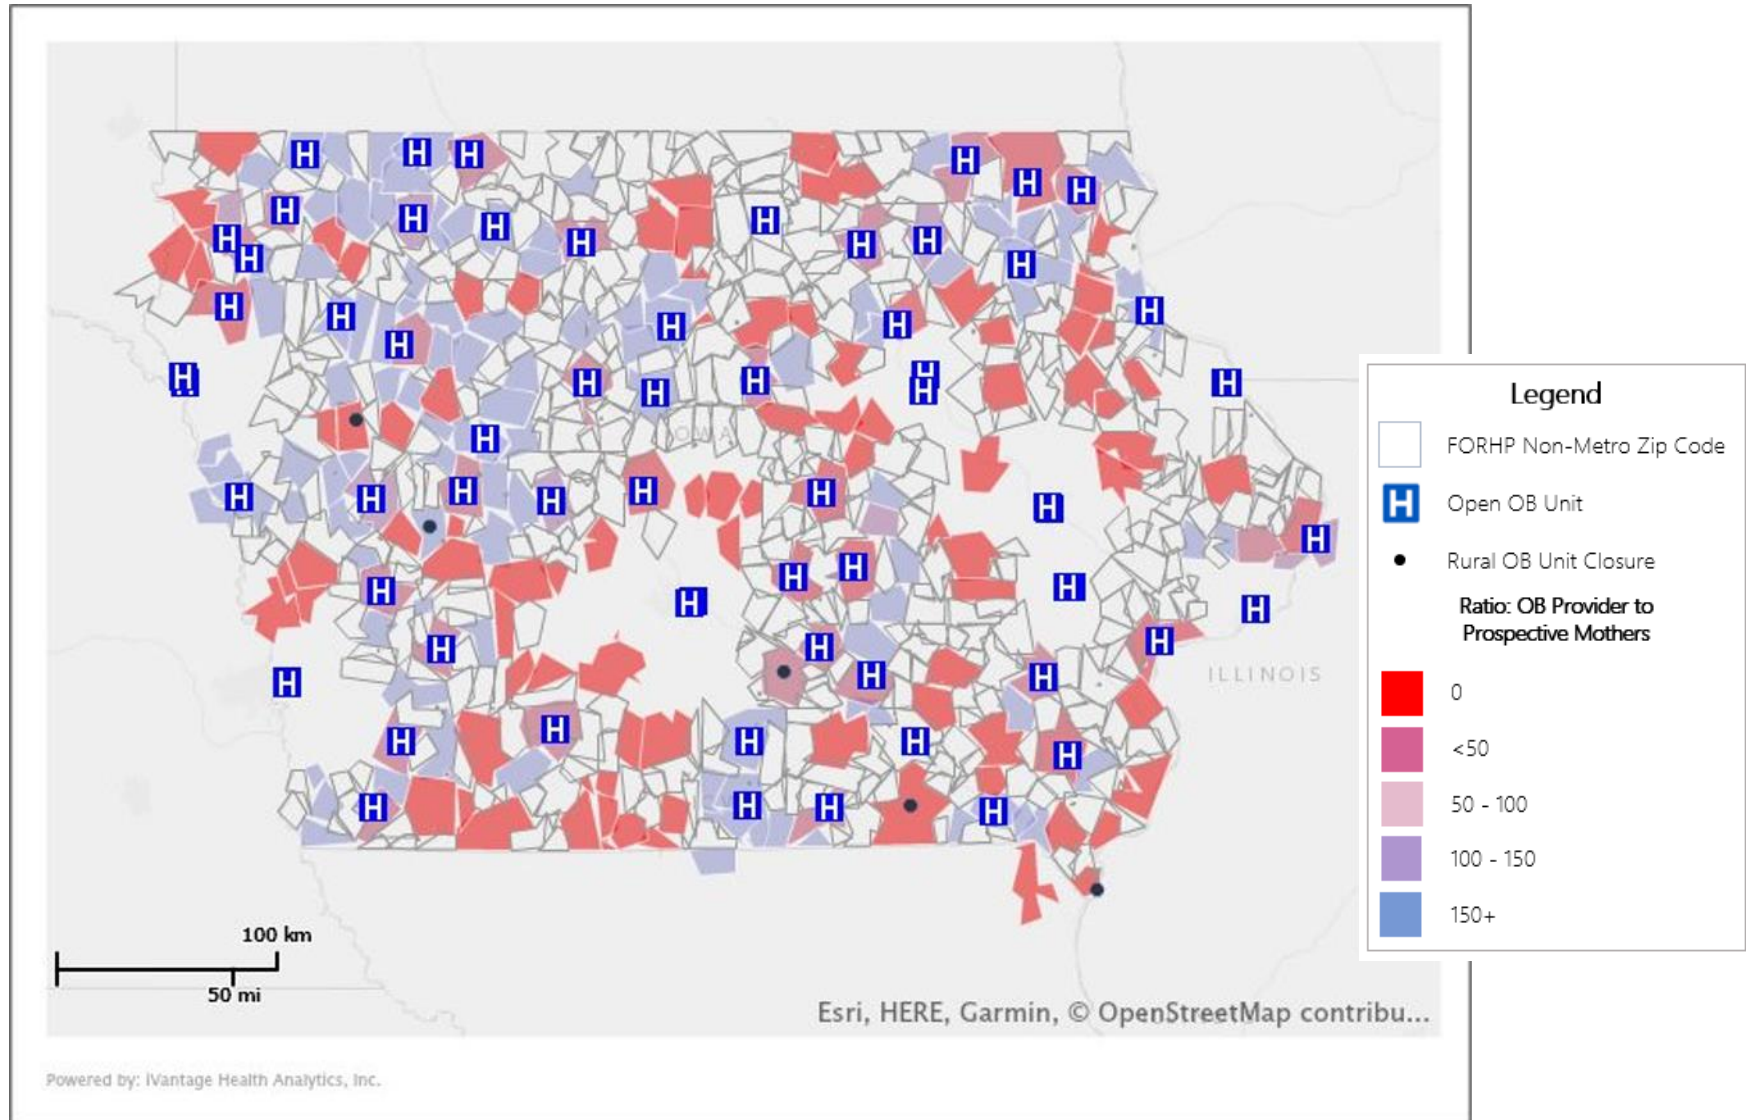 IOWA
ILLINOIS
Legend
FORHP Non-Metro Zip Code
H Open OB Unit
Rural OB Unit Closure
Ratio: OB Provider to
Prospective Mothers
0
<50
50 - 100
100 - 150
150+
100 km
50 mi
Esri, HERE, Garmin, © OpenStreetMap contribu...
Powered by: iVantage Health Analytics, Inc.